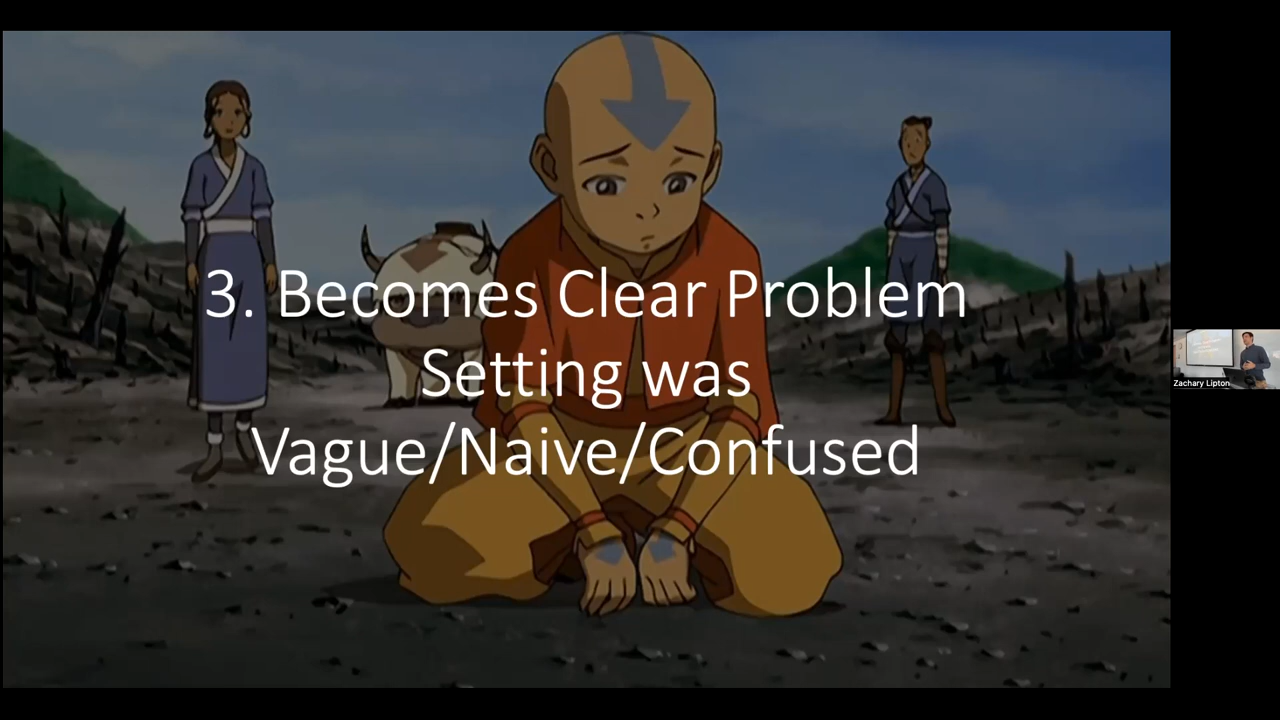 3. Becomes Clear Problem
Setting was
Vague/Naive/Confused
Zachary Lipton